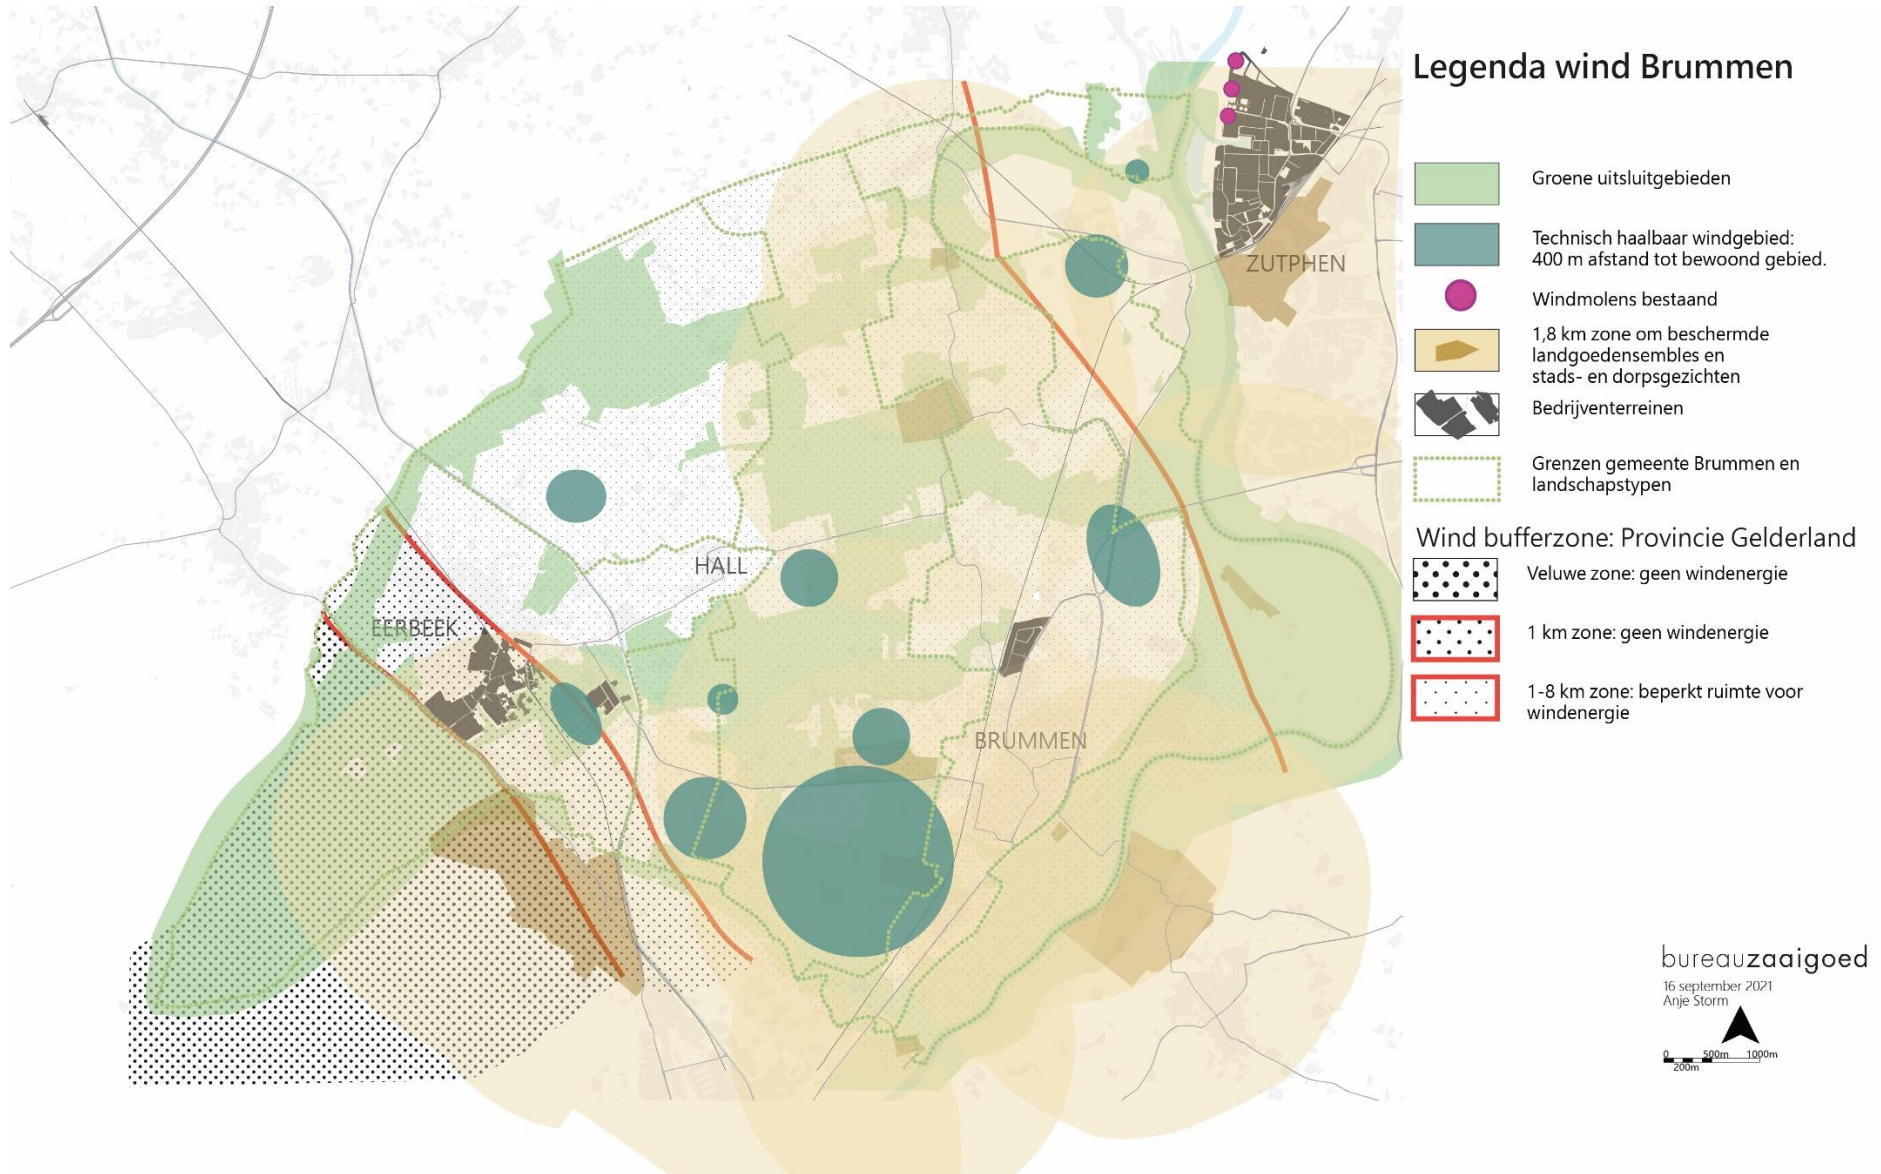 Legenda wind Brummen
Groene uitsluitgebieden
Technisch haalbaar windgebied:
400 m afstand tot bewoond gebied.
Windmolens bestaand
1,8 km zone om beschermde
landgoedensembles en
stads- en dorpsgezichten
Bedrijventerreinen
Grenzen gemeente Brummen en
landschapstypen
Wind bufferzone: Provincie Gelderland
Veluwe zone: geen windenergie
1 km zone: geen windenergie
1-8 km zone: beperkt ruimte voor
windenergie
ZUTPHEN
HALL
EERBEEK
BRUMMEN
bureauzaaigoed
16 september 2021
Anje Storm
0 500m 1000m
200m